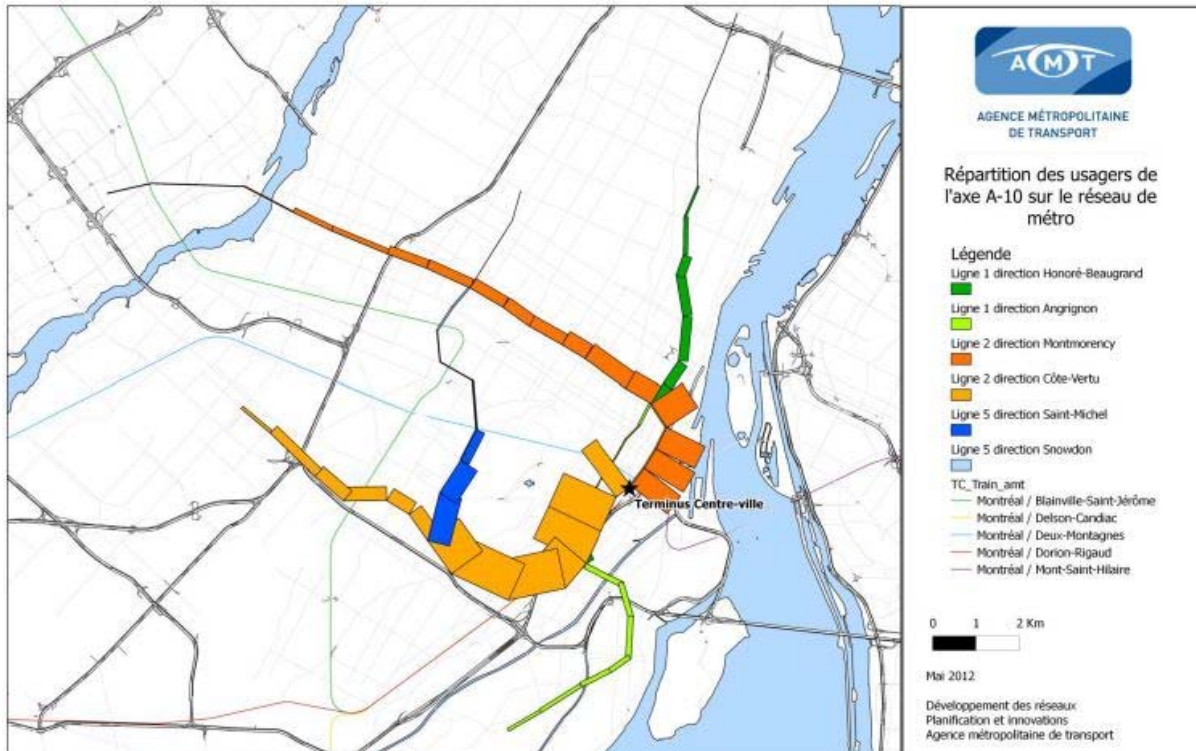 Terminus Centre-ville
AMT
AGENCE MÉTROPOLITAINE
DE TRANSPORT
Répartition des usagers de
l'axe A-10 sur le réseau de
métro
Légende
Ligne 1 direction Honoré-Beaugrand
Ligne 1 direction Angrignon
Ligne 2 direction Montmorency
Ligne 2 direction Côte-Vertu
Ligne 5 direction Saint-Michel
Ligne 5 direction Snowdon
TC_Train_amt
Montréal / Blainville-Saint-Jérôme
Montréal / Delson-Candiac
Montréal / Deux-Montagnes
Montréal / Dorion-Rigaud
Montréal / Mont-Saint-Hilaire
0 1 2 Km
Mai 2012
Développement des réseaux
Planification et innovations
Agence métropolitaine de transport